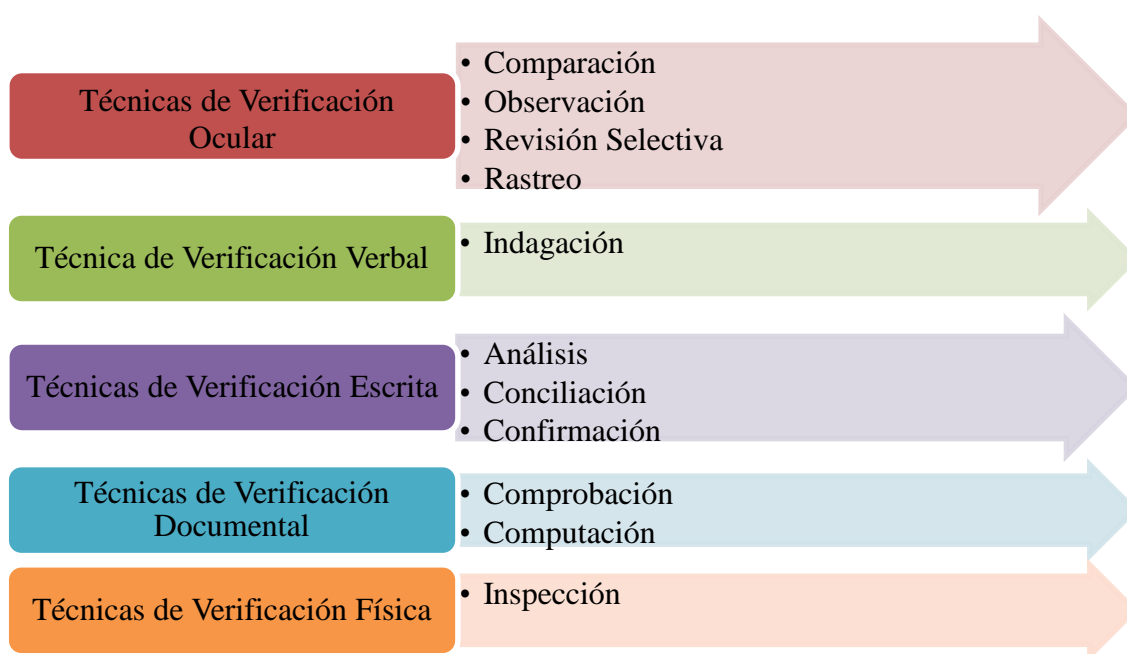 Técnicas de Verificación
Ocular
• Comparación
• Observación
• Revisión Selectiva
• Rastreo
Técnica de Verificación Verbal
• Indagación
Técnicas de Verificación Escrita
• Análisis
• Conciliación
• Confirmación
Técnicas de Verificación
Documental
• Comprobación
• Computación
Técnicas de Verificación Física
• Inspección